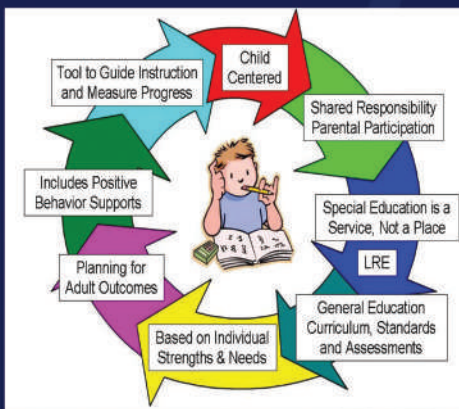 Child
Centered
Shared Responsibility
Parental Participation
Special Education is a
Service, Not a Place
LRE
General Education
Curriculum, Standards
and Assessments
Based on Individual
Strengths & Needs
Planning for
Adult Outcomes
Includes Positive
Behavior Supports
Tool to Guide Instruction
and Measure Progress